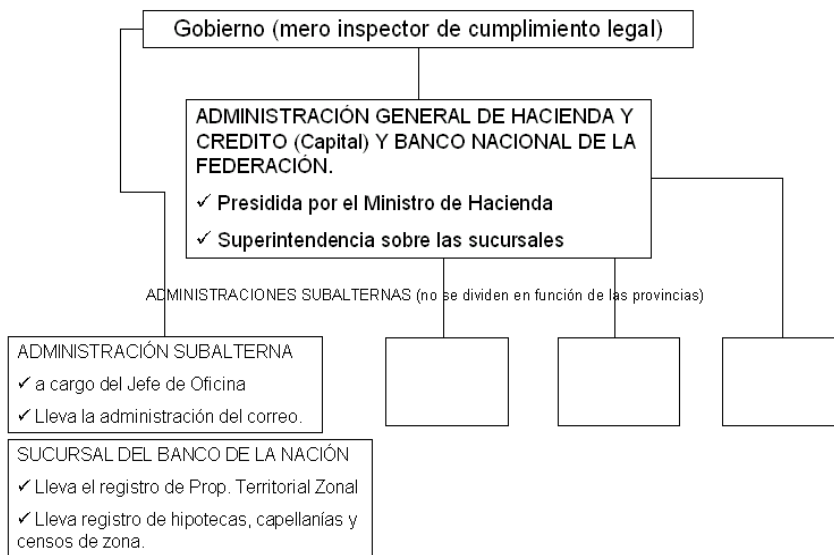 Gobierno (mero inspector de cumplimiento legal)
ADMINISTRACIÓN GENERAL DE HACIENDA Y
CREDITO (Capital) Y BANCO NACIONAL DE LA
FEDERACIÓN.
✓ Presidida por el Ministro de Hacienda
✓ Superintendencia sobre las sucursales
ADMINISTRACIONES SUBALTERNAS (no se dividen en función de las provincias)
ADMINISTRACIÓN SUBALTERNA
✓ a cargo del Jefe de Oficina
✓ Lleva la administración del correo.
SUCURSAL DEL BANCO DE LA NACIÓN
✓ Lleva el registro de Prop. Territorial Zonal
✓ Lleva registro de hipotecas, capellanías y
censos de zona.